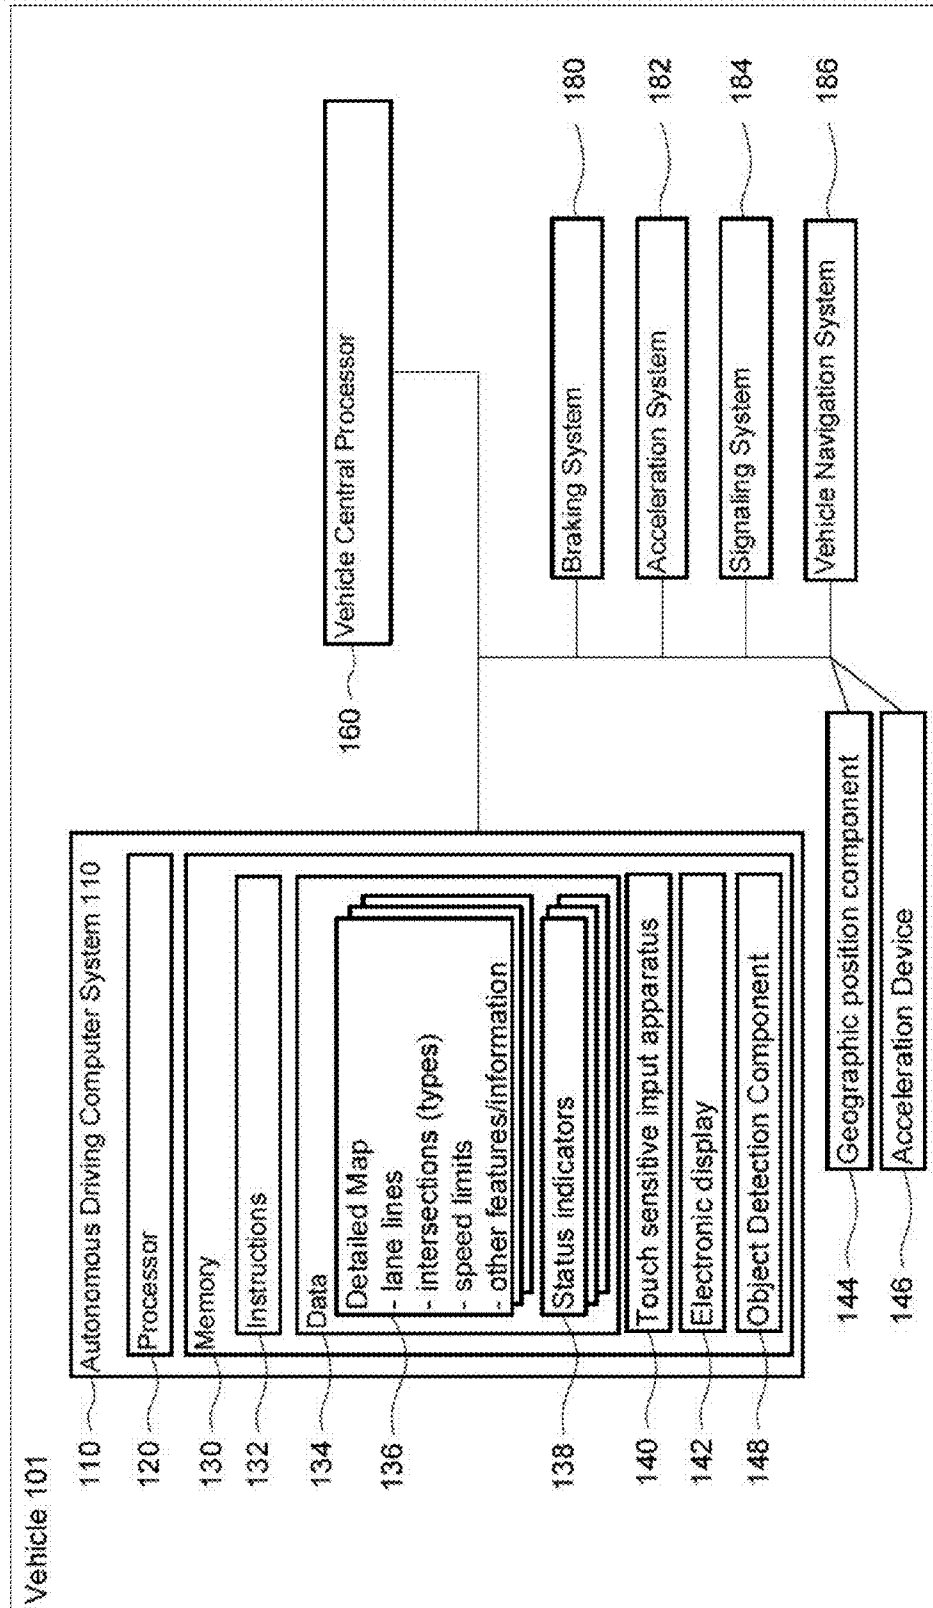 Vehicle 101
110
Autonomous Driving Computer System 110
120
Processor
130
Memory
132
Instructions
134
Data
136
Detailed Map
- lane lines
- intersections (types)
- speed limits
- other features/information
138
Status indicators
140
Touch sensitive input apparatus
142
Electronic display
148
Object Detection Component
144
Geographic position component
146
Acceleration Device
160
Vehicle Central Processor
Braking System
180
Acceleration System
182
Signaling System
184
Vehicle Navigation System
186